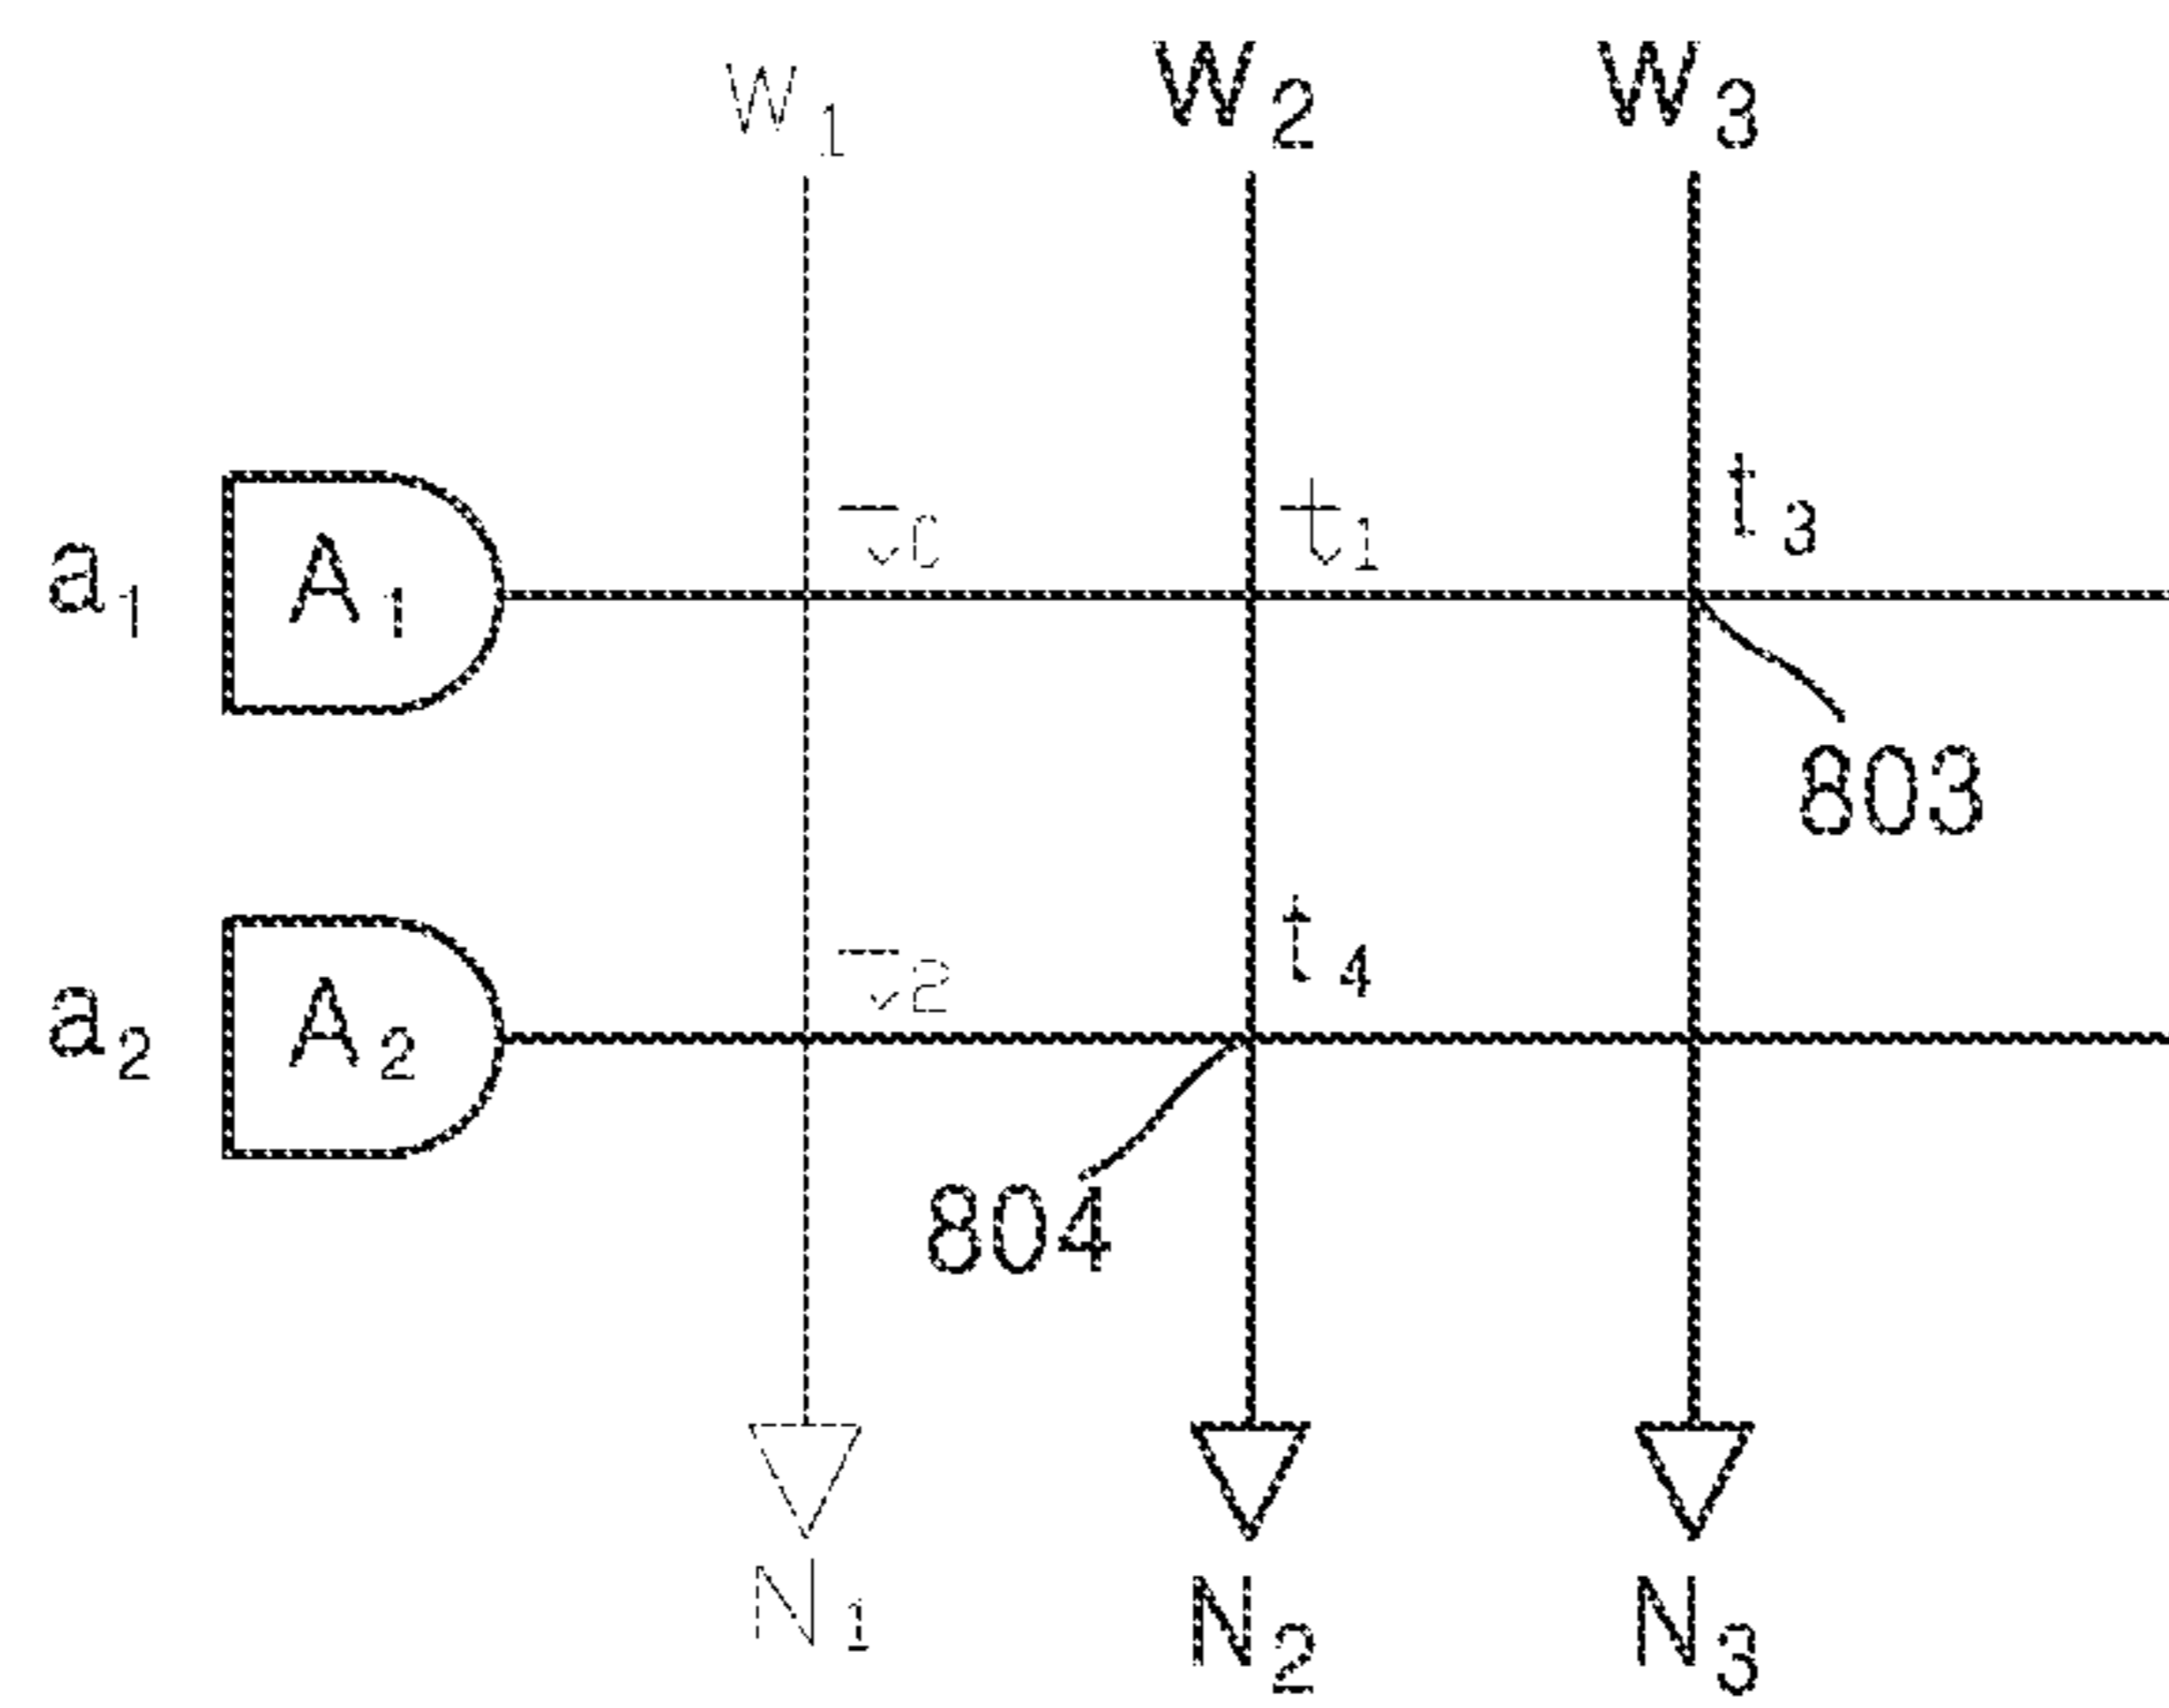 W₁ W₂ W₃
a₁ A₁ t₁ t₃
803
a₂ A₂ t₄
804
N₁ N₂ N₃